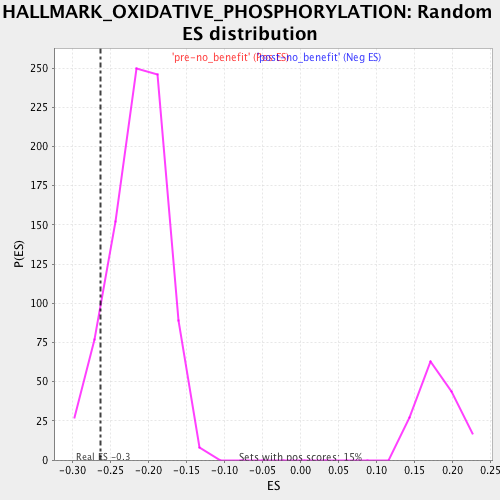 HALLMARK_OXIDATIVE_PHOSPHORYLATION: Random
ES distribution
'pre-no_benefit' (Pos ES)
'post-no_benefit' (Neg ES)
250
225
200
175
150
125
100
75
50
25
0
P(ES)
Real ES -0.3
Sets with pos scores: 15%
-0.30 -0.25 -0.20 -0.15 -0.10 -0.05 0.00 0.05 0.10 0.15 0.20 0.25
ES